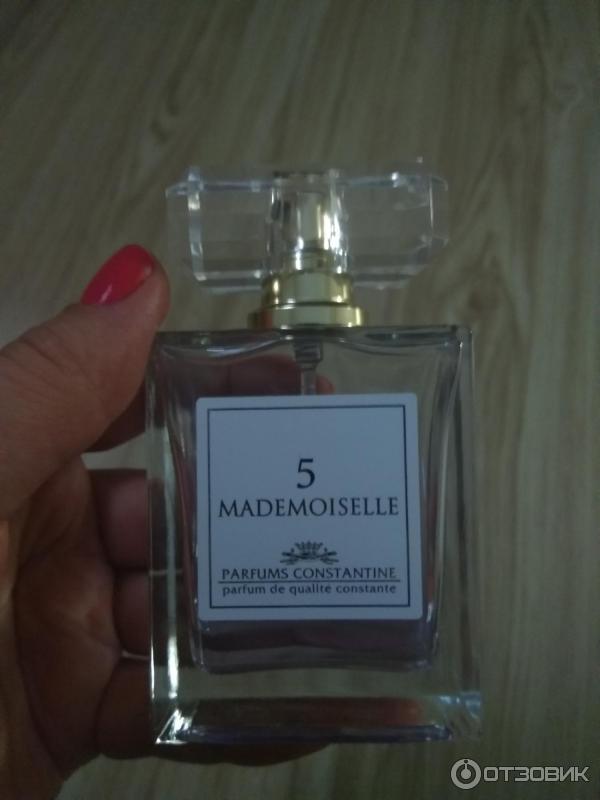 5
MADEMOISELLE
PARFUMS CONSTANTINE
parfum de qualité constante
ОТЗОВИК